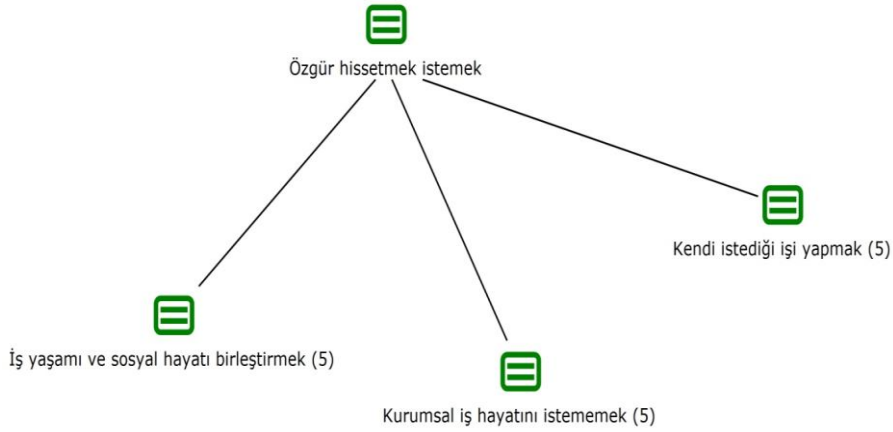 Özgür hissetmek istemek
Kendi istediği işi yapmak (5)
İş yaşamı ve sosyal hayatı birleştirmek (5)
Kurumsal iş hayatını istememek (5)